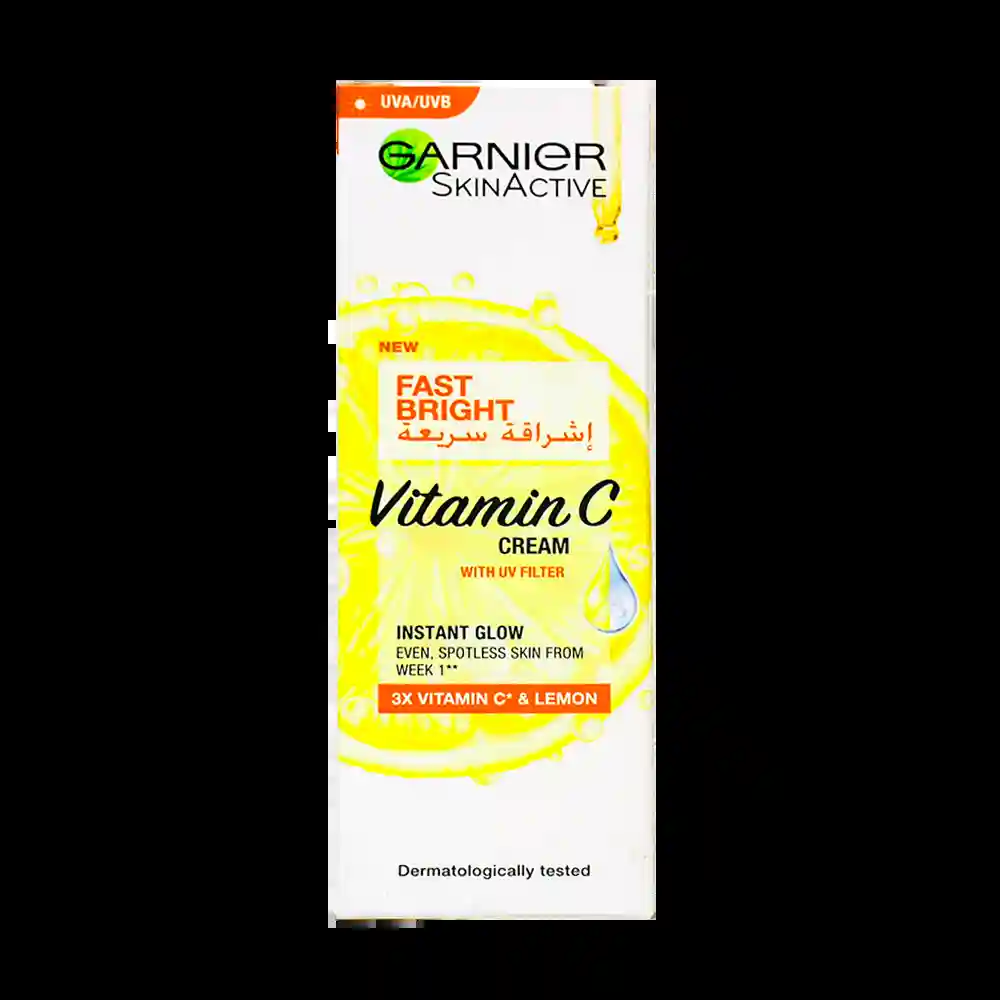 UVA/UVB
GARNIER
SKINACTIVE
NEW
FAST
BRIGHT
إشراقة سريعة
Vitamin C
CREAM
WITH UV FILTER
INSTANT GLOW
EVEN, SPOTLESS SKIN FROM
WEEK 1**
3X VITAMIN C* & LEMON
Dermatologically tested